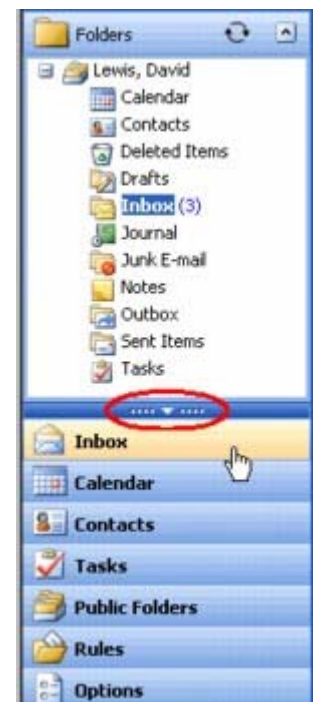 Folders
Lewis, David
Calendar
Contacts
Deleted Items
Drafts
Inbox (3)
Journal
Junk E-mail
Notes
Outbox
Sent Items
Tasks
Inbox
Calendar
Contacts
Tasks
Public Folders
Rules
Options